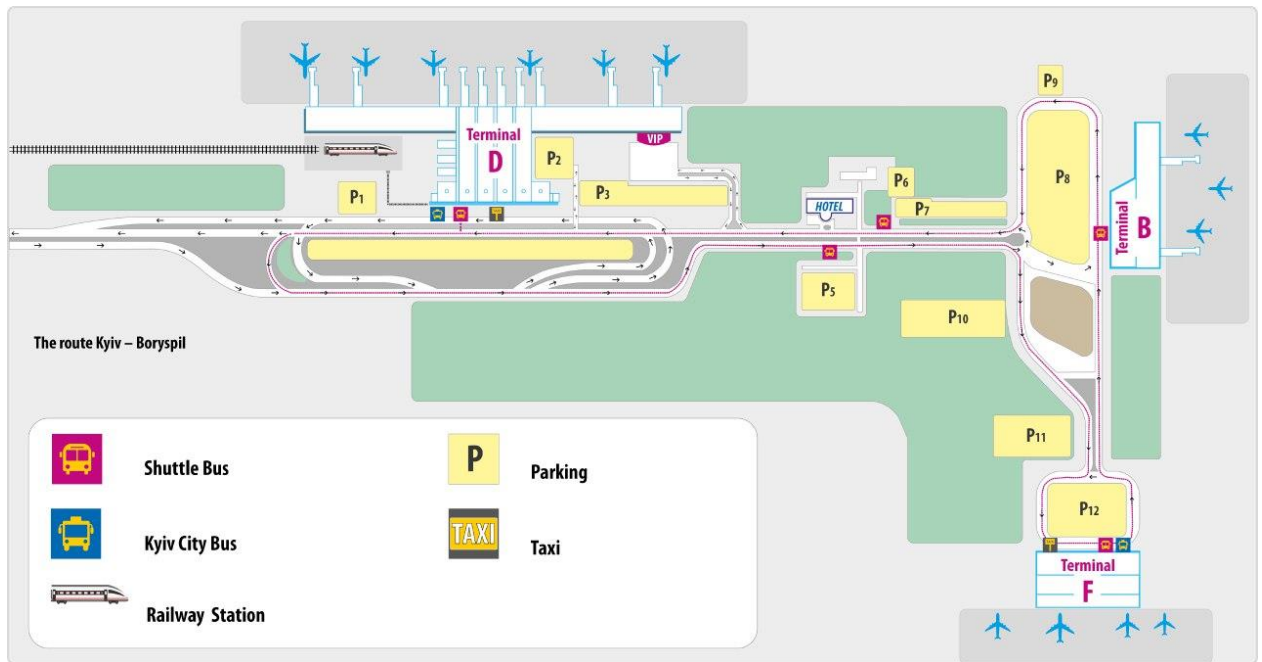 Terminal
D
VIP
P1
P2
P3
HOTEL
P5
P6
P7
P8
P9
Terminal
B
P10
P11
P12
Terminal
F
The route Kyiv – Boryspil
Shuttle Bus
P
Parking
Kyiv City Bus
TAXI
Taxi
Railway Station